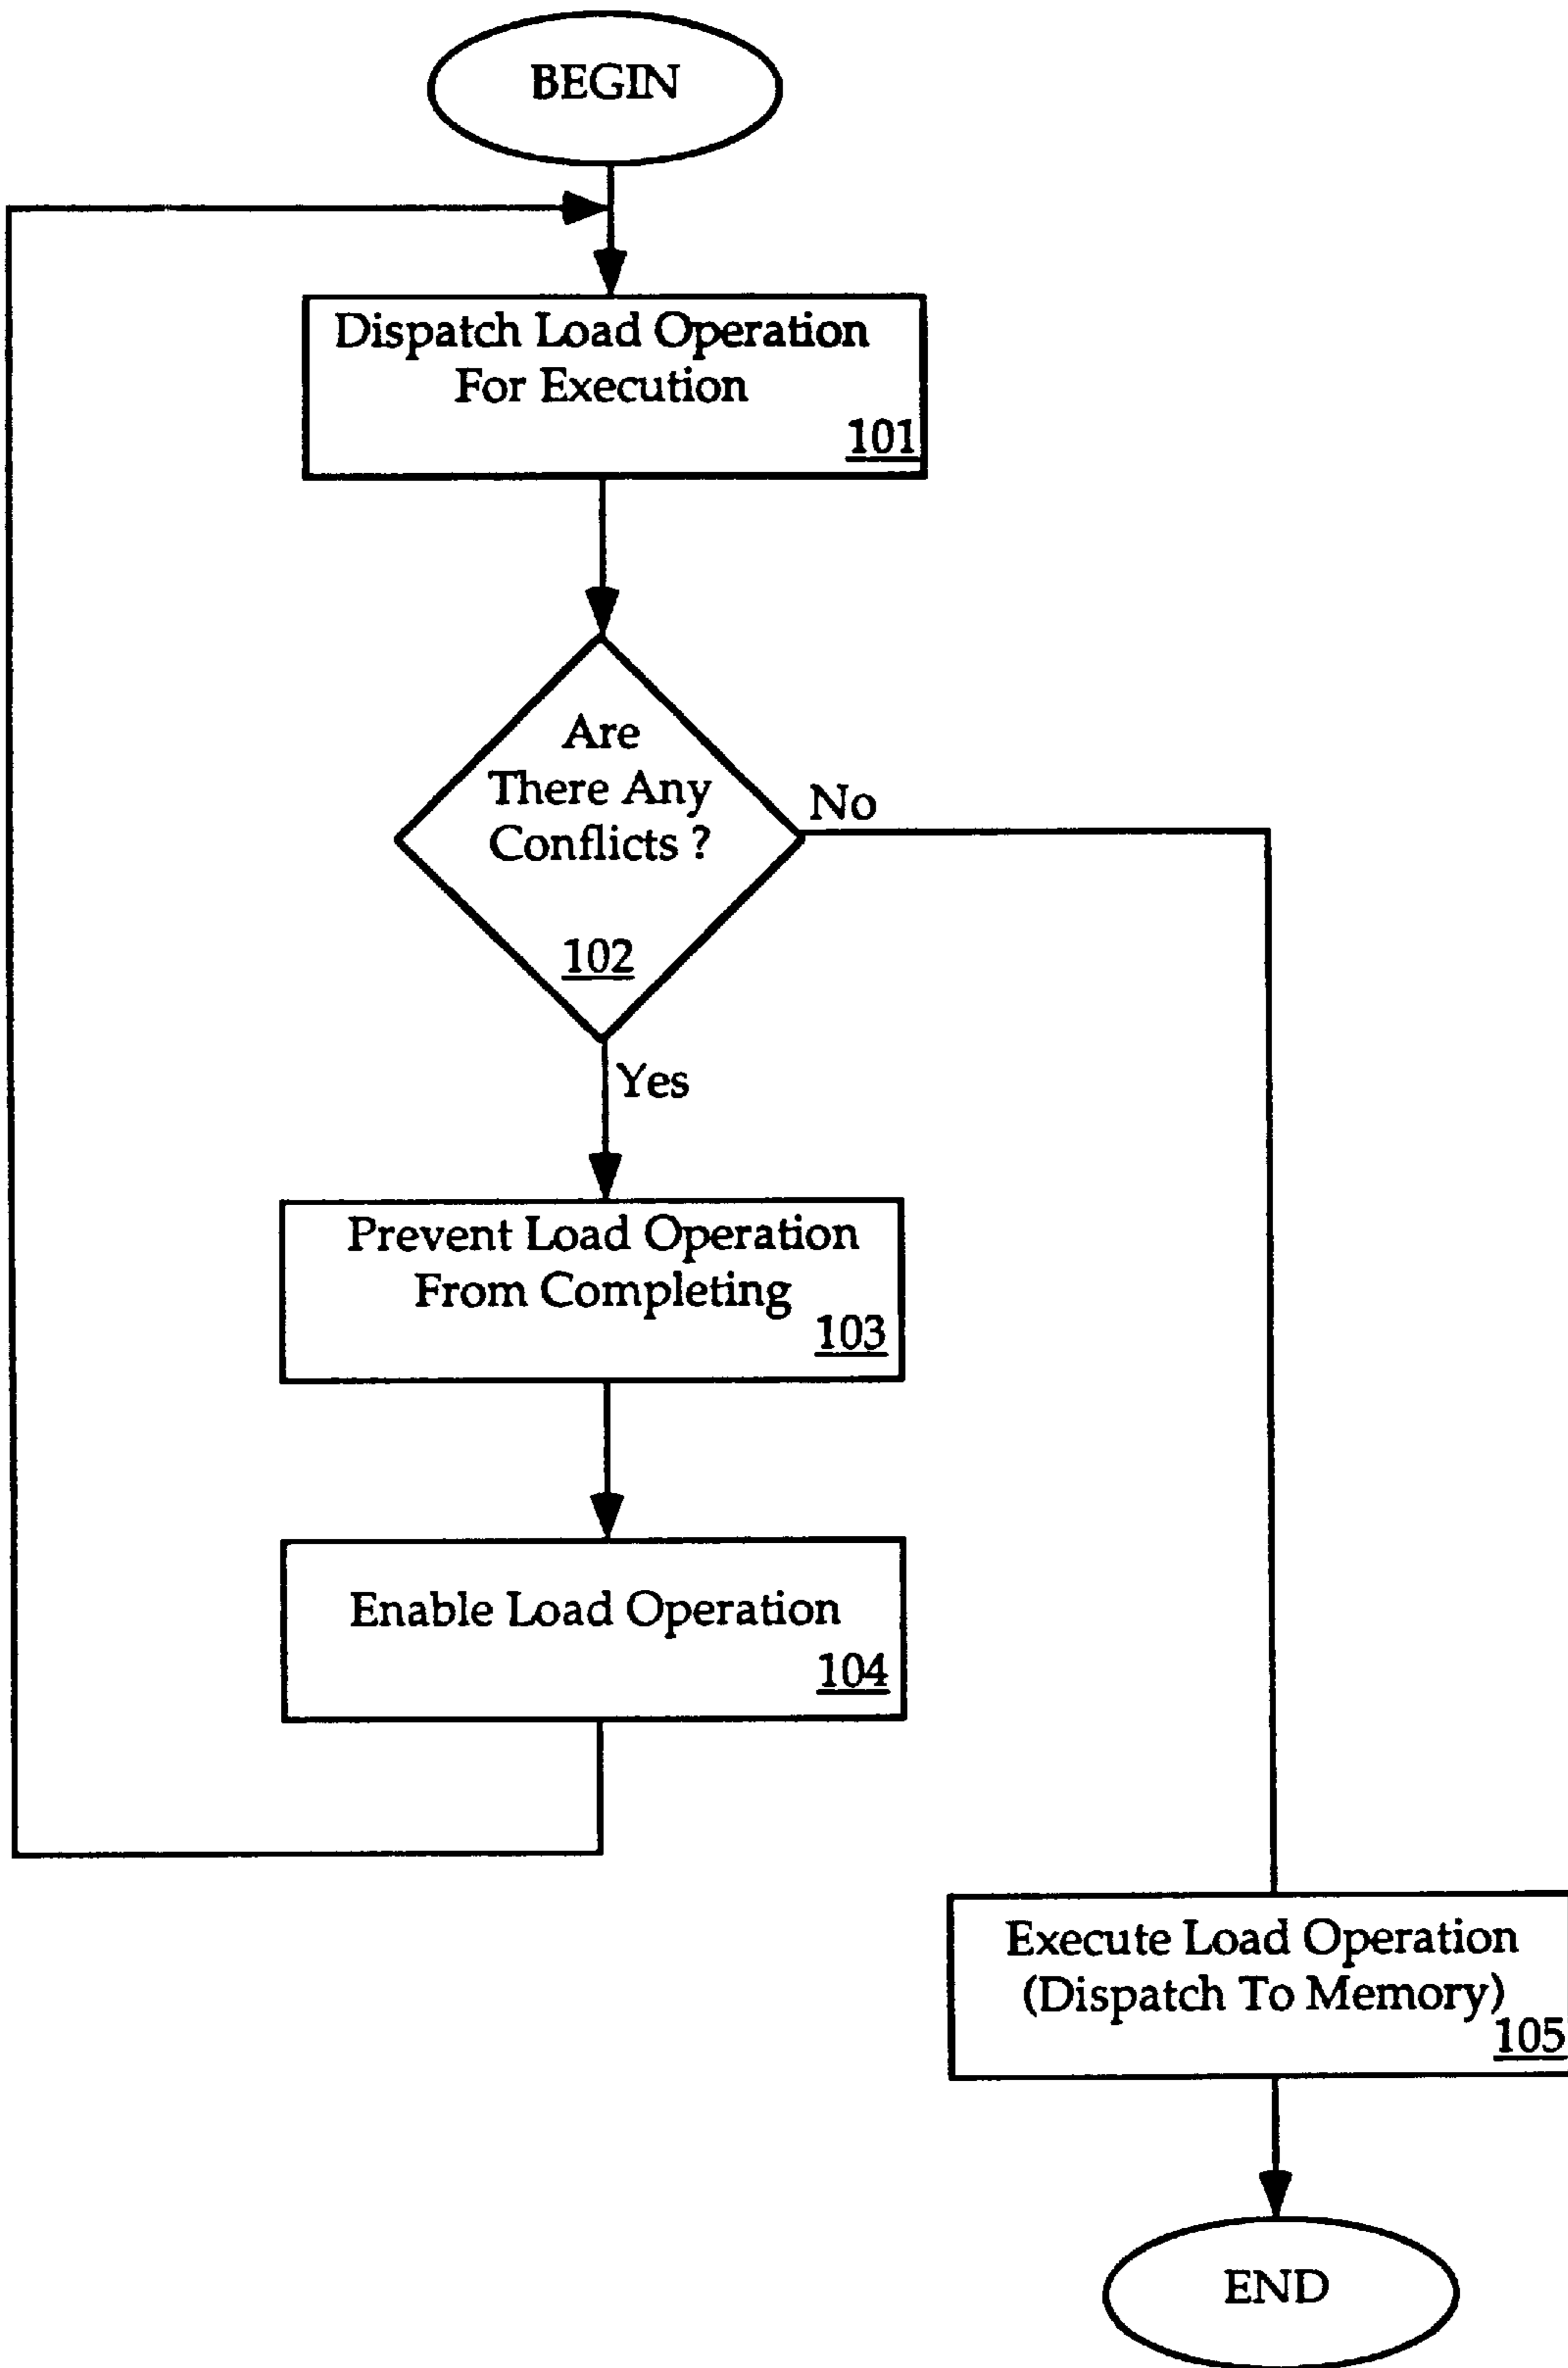 BEGIN
Dispatch Load Operation
For Execution
101
Are
There Any
Conflicts ?
102
No
Yes
Prevent Load Operation
From Completing
103
Enable Load Operation
104
Execute Load Operation
(Dispatch To Memory)
105
END